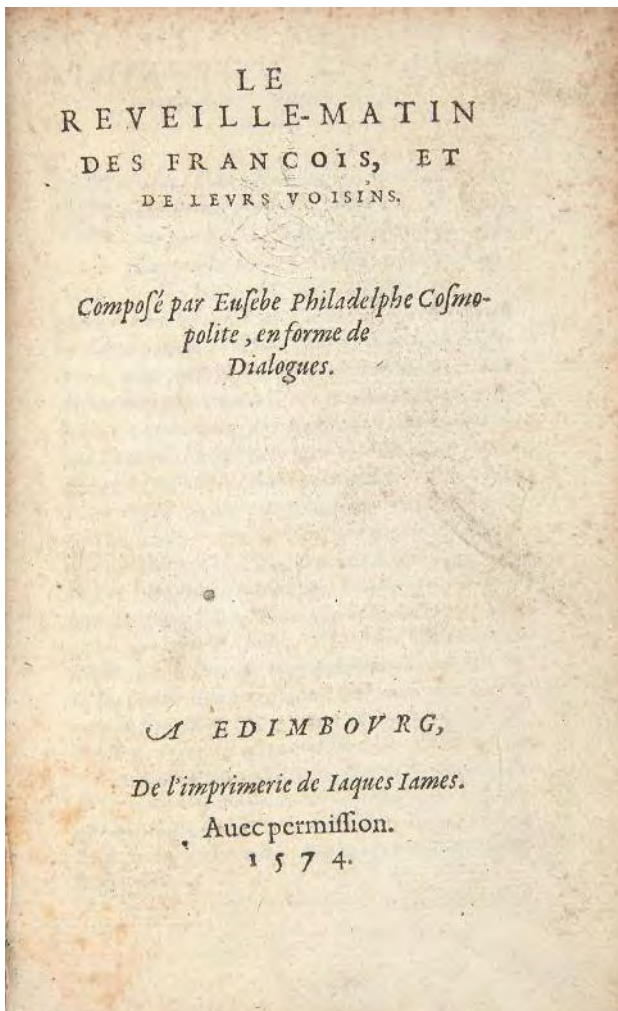 LE
REVEILLE-MATIN
DES FRANCOIS, ET
DE LEVRS VOISINS.
Composé par Eusebe Philadelphe Cosmo-
polite, en forme de
Dialogues.
A EDIMBOVRG,
De l'imprimerie de Iaques Iames.
Auec permission.
1574.